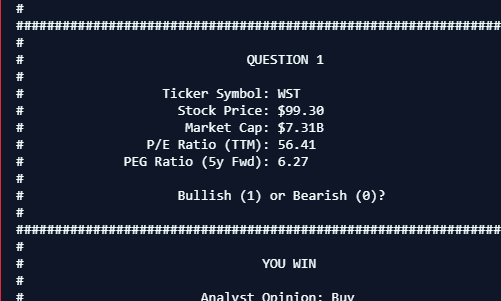 #
################################################################
#
# QUESTION 1
#
# Ticker Symbol: WST
# Stock Price: $99.30
# Market Cap: $7.31B
# P/E Ratio (TTM): 56.41
# PEG Ratio (5y Fwd): 6.27
#
# Bullish (1) or Bearish (0)?
#
################################################################
#
# YOU WIN
#
# Analyst Opinion: Buy